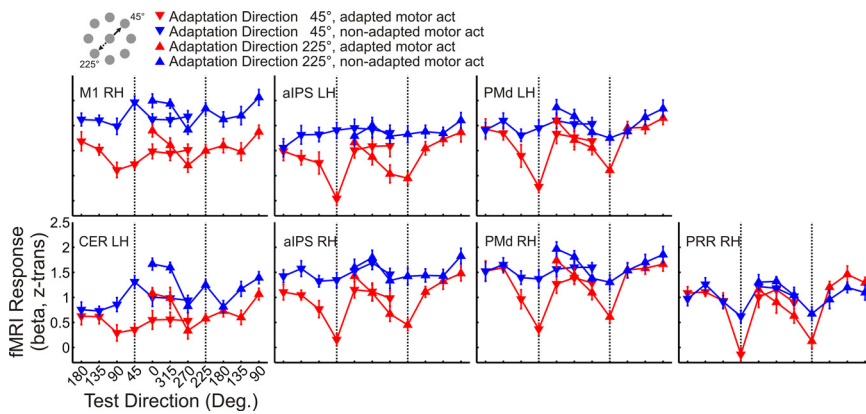 45°
225°
Adaptation Direction 45°, adapted motor act
Adaptation Direction 45°, non-adapted motor act
Adaptation Direction 225°, adapted motor act
Adaptation Direction 225°, non-adapted motor act
M1 RH
aIPS LH
PMd LH
CER LH
aIPS RH
PMd RH
PRR RH
fMRI Response
(beta, z-trans)
2.5
2
1.5
1
0.5
0
180 135 90 45 0 315 270 225 180 135 90
Test Direction (Deg.)